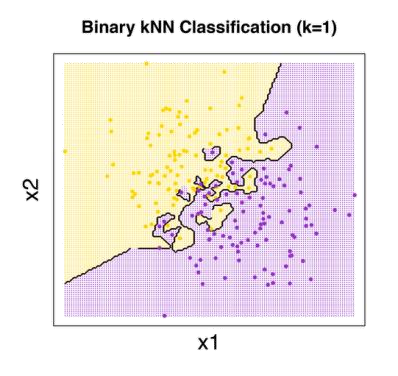 Binary kNN Classification (k=1)
x2
x1